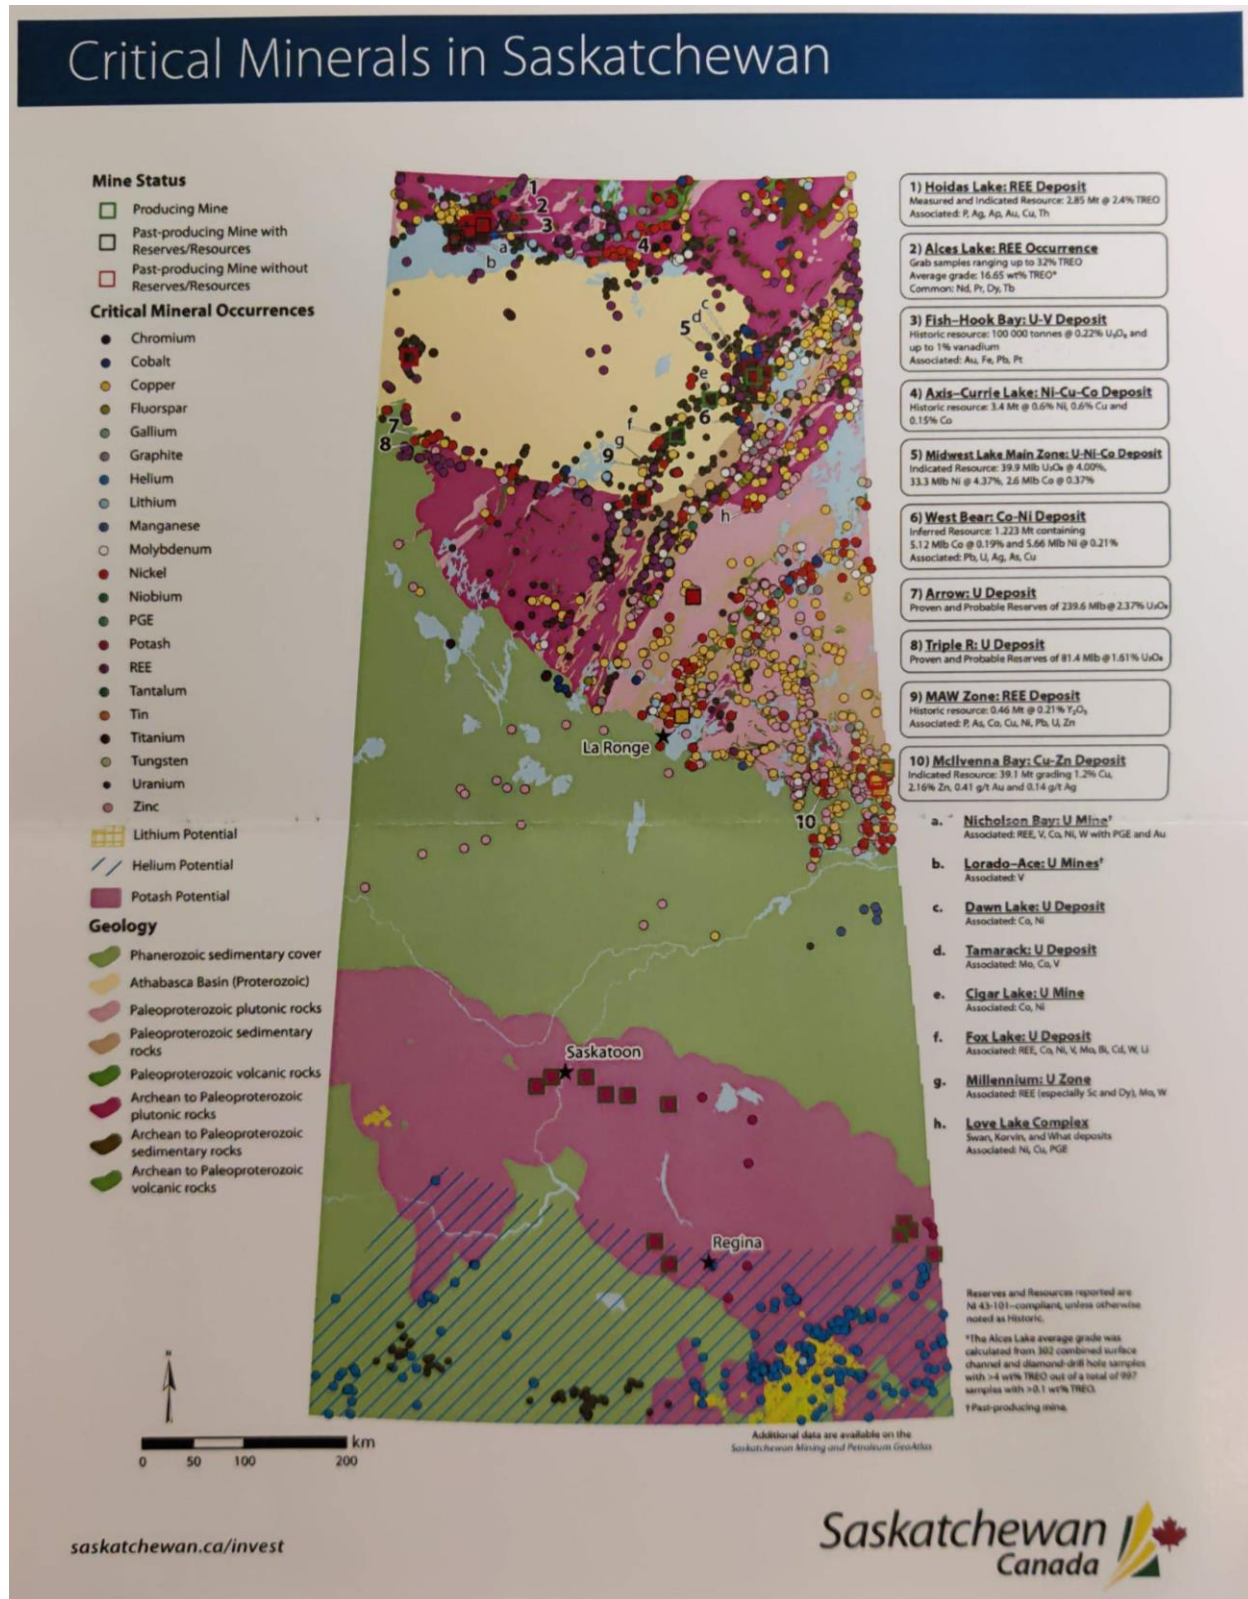 Critical Minerals in Saskatchewan
Mine Status
Producing Mine
Past-producing Mine with
Reserves/Resources
Past-producing Mine without
Reserves/Resources
Critical Mineral Occurrences
Chromium
Cobalt
Copper
Fluorspar
Gallium
Graphite
Helium
Lithium
Manganese
Molybdenum
Nickel
Niobium
PGE
Potash
REE
Tantalum
Tin
Titanium
Tungsten
Uranium
Zinc
Lithium Potential
Helium Potential
Potash Potential
Geology
Phanerozoic sedimentary cover
Athabasca Basin (Proterozoic)
Paleoproterozoic plutonic rocks
Paleoproterozoic sedimentary
rocks
Paleoproterozoic volcanic rocks
Archean to Paleoproterozoic
plutonic rocks
Archean to Paleoproterozoic
sedimentary rocks
Archean to Paleoproterozoic
volcanic rocks
1
2
3
a
b
4
c
d
5
e
6
7
8
f
g
9
h
La Ronge
10
Saskatoon
Regina
1) Hoidas Lake: REE Deposit
Measured and Indicated Resource: 2.85 Mt @ 2.4% TREO
Associated: P, Ag, Ap, Au, Cu, Th
2) Alces Lake: REE Occurrence
Grab samples ranging up to 32% TREO
Average grade: 16.65 wt% TREO*
Common: Nd, Pr, Dy, Tb
3) Fish–Hook Bay: U-V Deposit
Historic resource: 100 000 tonnes @ 0.22% U₃O₈ and
up to 1% vanadium
Associated: Au, Fe, Pb, Pt
4) Axis–Currie Lake: Ni-Cu-Co Deposit
Historic resource: 3.4 Mt @ 0.6% Ni, 0.6% Cu and
0.15% Co
5) Midwest Lake Main Zone: U-Ni-Co Deposit
Indicated Resource: 39.9 Mlb U₃O₈ @ 4.00%,
33.3 Mlb Ni @ 4.37%, 2.6 Mlb Co @ 0.37%
6) West Bear: Co-Ni Deposit
Inferred Resource: 1.223 Mt containing
5.12 Mlb Co @ 0.19% and 5.66 Mlb Ni @ 0.21%
Associated: Pb, U, Ag, As, Cu
7) Arrow: U Deposit
Proven and Probable Reserves of 239.6 Mlb @ 2.37% U₃O₈
8) Triple R: U Deposit
Proven and Probable Reserves of 81.4 Mlb @ 1.61% U₃O₈
9) MAW Zone: REE Deposit
Historic resource: 0.46 Mt @ 0.21% Y₂O₃
Associated: P, As, Co, Cu, Ni, Pb, U, Zn
10) McIlvenna Bay: Cu-Zn Deposit
Indicated Resource: 39.1 Mt grading 1.2% Cu,
2.16% Zn, 0.41 g/t Au and 0.14 g/t Ag
a. Nicholson Bay: U Mine†
Associated: REE, V, Co, Ni, W with PGE and Au
b. Lorado–Ace: U Mines†
Associated: V
c. Dawn Lake: U Deposit
Associated: Co, Ni
d. Tamarack: U Deposit
Associated: Mo, Co, V
e. Cigar Lake: U Mine
Associated: Co, Ni
f. Fox Lake: U Deposit
Associated: REE, Co, Ni, V, Mo, Bi, Cd, W, Li
g. Millennium: U Zone
Associated: REE (especially Sc and Dy), Mo, W
h. Love Lake Complex
Swan, Korvin, and What deposits
Associated: Ni, Cu, PGE
Reserves and Resources reported are
NI 43-101–compliant, unless otherwise
noted as Historic.
*The Alces Lake average grade was
calculated from 302 combined surface
channel and diamond-drill hole samples
with >4 wt% TREO out of a total of 997
samples with >0.1 wt% TREO.
†Past-producing mine.
Additional data are available on the
Saskatchewan Mining and Petroleum GeoAtlas
N
km
0 50 100 200
saskatchewan.ca/invest
Saskatchewan
Canada